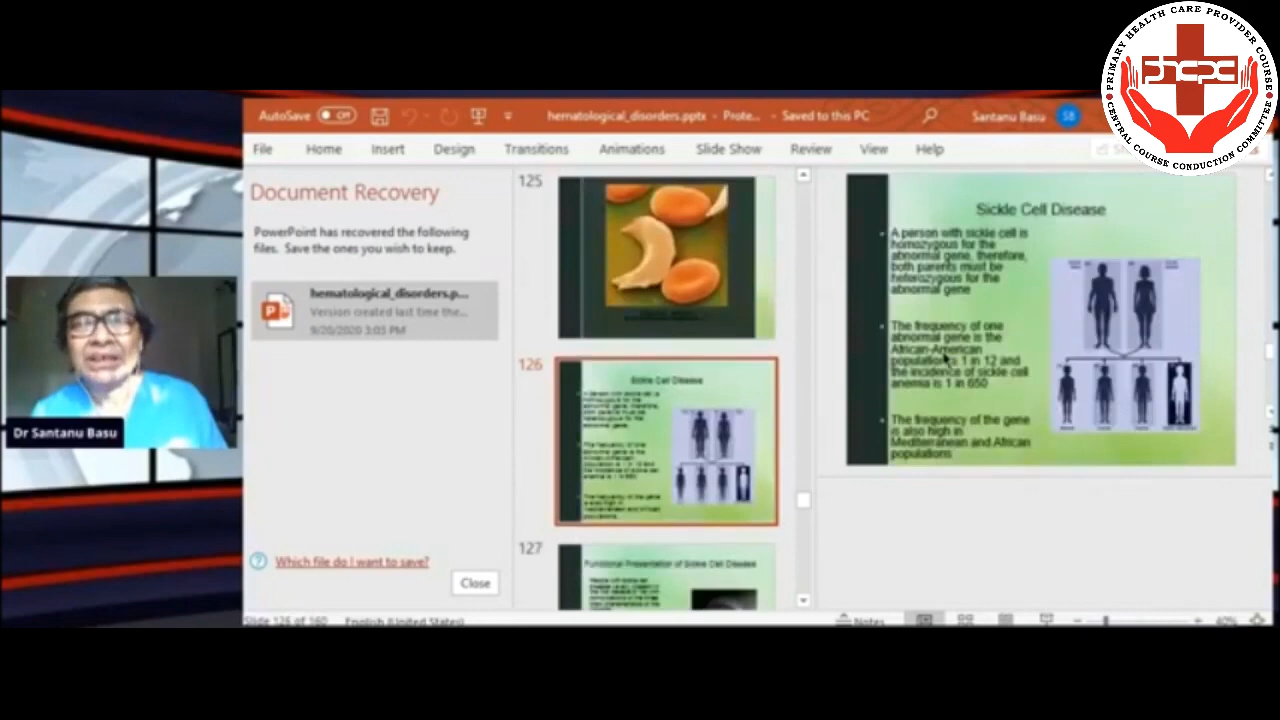 PRIMARY HEALTH CARE PROVIDER COURSE
CENTRAL COURSE CONDUCTION COMMITTEE
AutoSave Off
hematological_disorders.pptx - Prote... - Saved to this PC
Santanu Basu
SB
File Home Insert Design Transitions Animations Slide Show Review View Help
Document Recovery
PowerPoint has recovered the following
files. Save the ones you wish to keep.
hematological_disorders.p...
Version created last time the...
9/20/2020 3:03 PM
Which file do I want to save?
Close
125
126
Sickle Cell Disease
127
Functional Presentation of Sickle Cell Disease
Sickle Cell Disease
A person with sickle cell is
homozygous for the
abnormal gene, therefore,
both parents must be
heterozygous for the
abnormal gene
The frequency of one
abnormal gene is the
African-American
population is 1 in 12 and
the incidence of sickle cell
anemia is 1 in 650
The frequency of the gene
is also high in
Mediterranean and African
populations
Dr Santanu Basu
Slide 126 of 160 English (United States)
Notes
40%